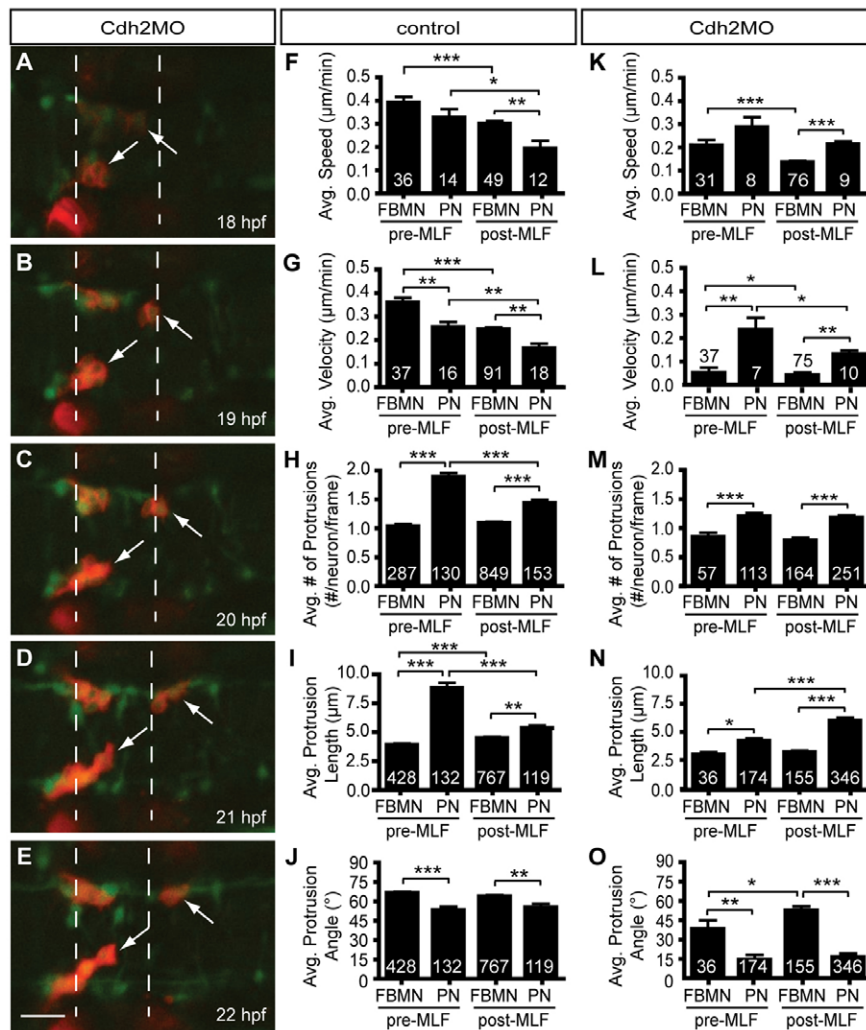 Cdh2MO
control
Cdh2MO
A
18 hpf
B
19 hpf
C
20 hpf
D
21 hpf
E
22 hpf
F
Avg. Speed (µm/min)
0.5
0.4
0.3
0.2
0.1
0.0
***
*
**
36 14 49 12
FBMN PN FBMN PN
pre-MLF post-MLF
G
Avg. Velocity (µm/min)
0.5
0.4
0.3
0.2
0.1
0.0
***
** **
**
37 16 91 18
FBMN PN FBMN PN
pre-MLF post-MLF
H
Avg. # of Protrusions
(#/neuron/frame)
2.0
1.5
1.0
0.5
0.0
*** ***
***
287 130 849 153
FBMN PN FBMN PN
pre-MLF post-MLF
I
Avg. Protrusion
Length (µm)
10.0
7.5
5.0
2.5
0.0
***
*** ***
**
428 132 767 119
FBMN PN FBMN PN
pre-MLF post-MLF
J
Avg. Protrusion
Angle (°)
90
75
60
45
30
15
0
*** **
428 132 767 119
FBMN PN FBMN PN
pre-MLF post-MLF
K
Avg. Speed (µm/min)
0.5
0.4
0.3
0.2
0.1
0.0
*** ***
31 8 76 9
FBMN PN FBMN PN
pre-MLF post-MLF
L
Avg. Velocity (µm/min)
0.5
0.4
0.3
0.2
0.1
0.0
*
** *
**
37 7 75 10
FBMN PN FBMN PN
pre-MLF post-MLF
M
Avg. # of Protrusions
(#/neuron/frame)
2.0
1.5
1.0
0.5
0.0
*** ***
57 113 164 251
FBMN PN FBMN PN
pre-MLF post-MLF
N
Avg. Protrusion
Length (µm)
10.0
7.5
5.0
2.5
0.0
***
***
*
36 174 155 346
FBMN PN FBMN PN
pre-MLF post-MLF
O
Avg. Protrusion
Angle (°)
90
75
60
45
30
15
0
* ***
**
36 174 155 346
FBMN PN FBMN PN
pre-MLF post-MLF